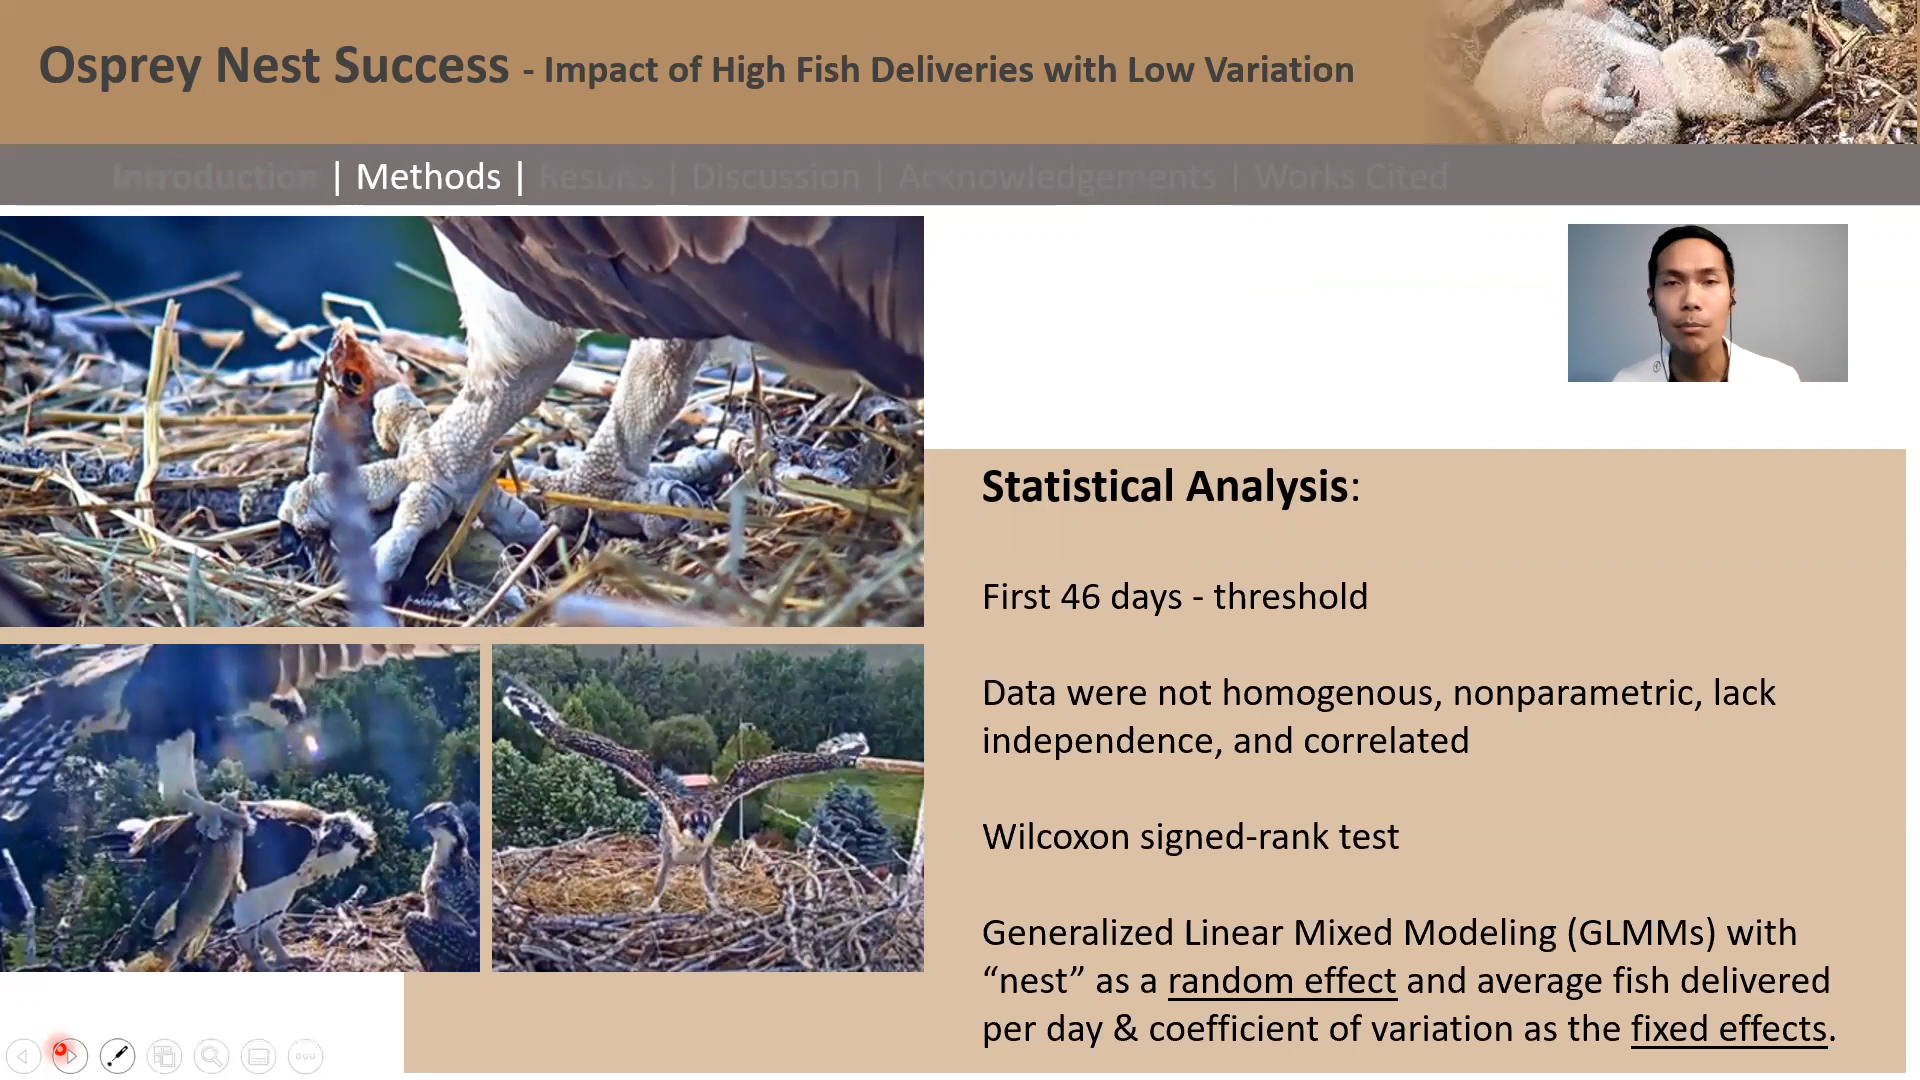 Osprey Nest Success - Impact of High Fish Deliveries with Low Variation
Introduction | Methods | Results | Discussion | Acknowledgements | Works Cited
Statistical Analysis:
First 46 days - threshold
Data were not homogenous, nonparametric, lack
independence, and correlated
Wilcoxon signed-rank test
Generalized Linear Mixed Modeling (GLMMs) with
“nest” as a random effect and average fish delivered
per day & coefficient of variation as the fixed effects.